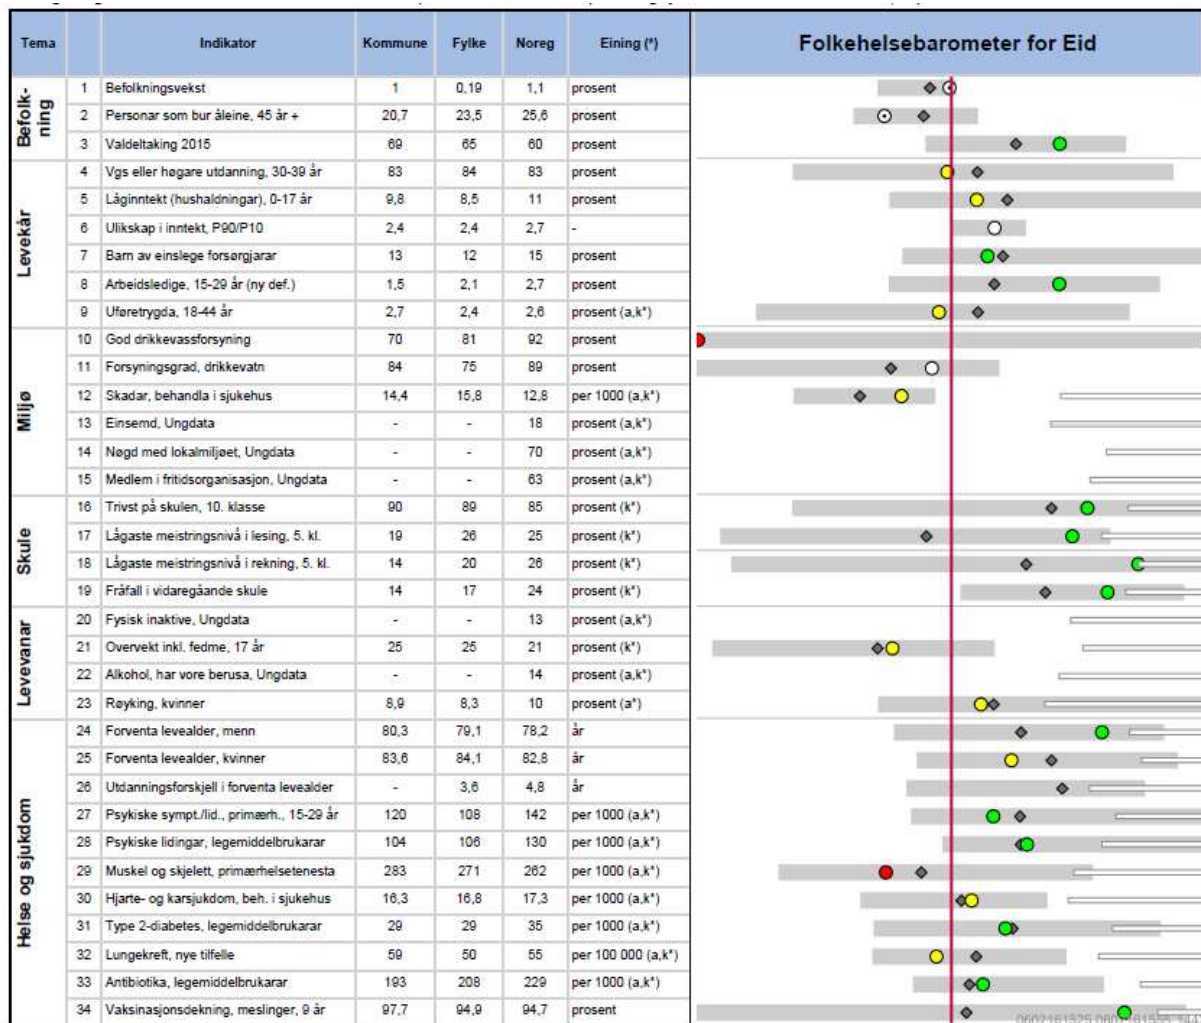 Tema Indikator Kommune Fylke Noreg Eining (*) Folkehelsebarometer for Eid
Befolk-
ning
1 Befolkningsvekst 1 0,19 1,1 prosent
2 Personar som bur åleine, 45 år + 20,7 23,5 25,6 prosent
3 Valdeltaking 2015 69 65 60 prosent
Levekår
4 Vgs eller høgare utdanning, 30-39 år 83 84 83 prosent
5 Låginntekt (hushaldningar), 0-17 år 9,8 8,5 11 prosent
6 Ulikskap i inntekt, P90/P10 2,4 2,4 2,7 -
7 Barn av einslege forsørgjarar 13 12 15 prosent
8 Arbeidsledige, 15-29 år (ny def.) 1,5 2,1 2,7 prosent
9 Uføretrygda, 18-44 år 2,7 2,4 2,6 prosent (a,k*)
Miljø
10 God drikkevassforsyning 70 81 92 prosent
11 Forsyningsgrad, drikkevatn 84 75 89 prosent
12 Skadar, behandla i sjukehus 14,4 15,8 12,8 per 1000 (a,k*)
13 Einsemd, Ungdata - - 18 prosent (a,k*)
14 Nøgd med lokalmiljøet, Ungdata - - 70 prosent (a,k*)
15 Medlem i fritidsorganisasjon, Ungdata - - 63 prosent (a,k*)
Skule
16 Trivst på skulen, 10. klasse 90 89 85 prosent (k*)
17 Lågaste meistringsnivå i lesing, 5. kl. 19 26 25 prosent (k*)
18 Lågaste meistringsnivå i rekning, 5. kl. 14 20 26 prosent (k*)
19 Fråfall i vidaregåande skule 14 17 24 prosent (k*)
Levevanar
20 Fysisk inaktive, Ungdata - - 13 prosent (a,k*)
21 Overvekt inkl. fedme, 17 år 25 25 21 prosent (k*)
22 Alkohol, har vore berusa, Ungdata - - 14 prosent (a,k*)
23 Røyking, kvinner 8,9 8,3 10 prosent (a*)
Helse og sjukdom
24 Forventa levealder, menn 80,3 79,1 78,2 år
25 Forventa levealder, kvinner 83,6 84,1 82,8 år
26 Utdanningsforskjell i forventa levealder - 3,6 4,8 år
27 Psykiske sympt./lid., primærh., 15-29 år 120 108 142 per 1000 (a,k*)
28 Psykiske lidingar, legemiddelbrukarar 104 106 130 per 1000 (a,k*)
29 Muskel og skjelett, primærhelsetenesta 283 271 262 per 1000 (a,k*)
30 Hjarte- og karsjukdom, beh. i sjukehus 16,3 16,8 17,3 per 1000 (a,k*)
31 Type 2-diabetes, legemiddelbrukarar 29 29 35 per 1000 (a,k*)
32 Lungekreft, nye tilfelle 59 50 55 per 100 000 (a,k*)
33 Antibiotika, legemiddelbrukarar 193 208 229 per 1000 (a,k*)
34 Vaksinasjonsdekning, meslinger, 9 år 97,7 94,9 94,7 prosent